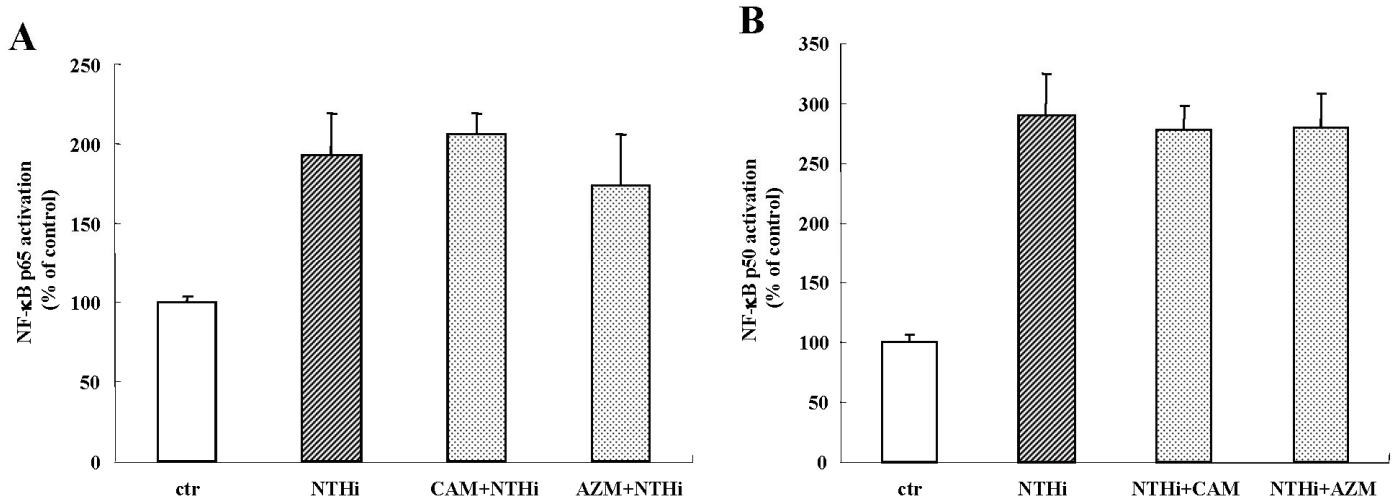 A
NF-κB p65 activation
(% of control)
250
200
150
100
50
0
ctr
NTHi
CAM+NTHi
AZM+NTHi
B
NF-κB p50 activation
(% of control)
350
300
250
200
150
100
50
0
ctr
NTHi
NTHi+CAM
NTHi+AZM